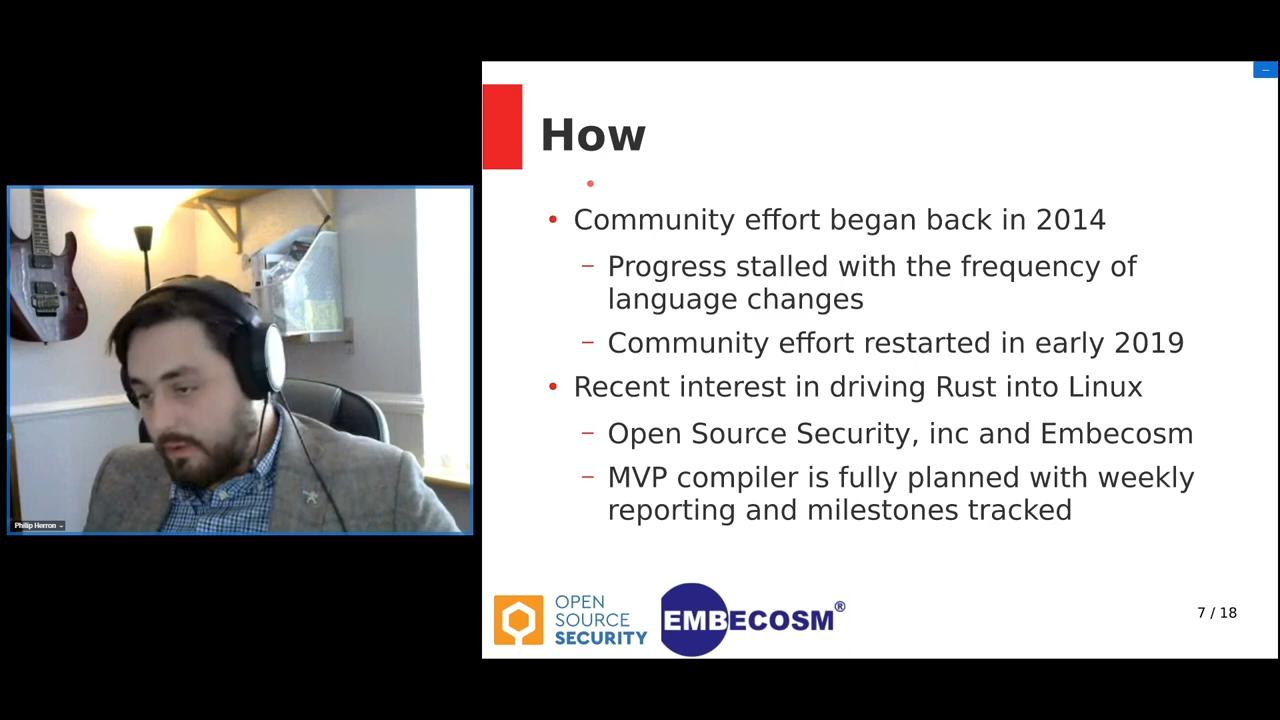 How
Community effort began back in 2014
– Progress stalled with the frequency of
language changes
– Community effort restarted in early 2019
Recent interest in driving Rust into Linux
– Open Source Security, inc and Embecosm
– MVP compiler is fully planned with weekly
reporting and milestones tracked
Philip Herron
OPEN
SOURCE
SECURITY
EMBECOSM®
7 / 18